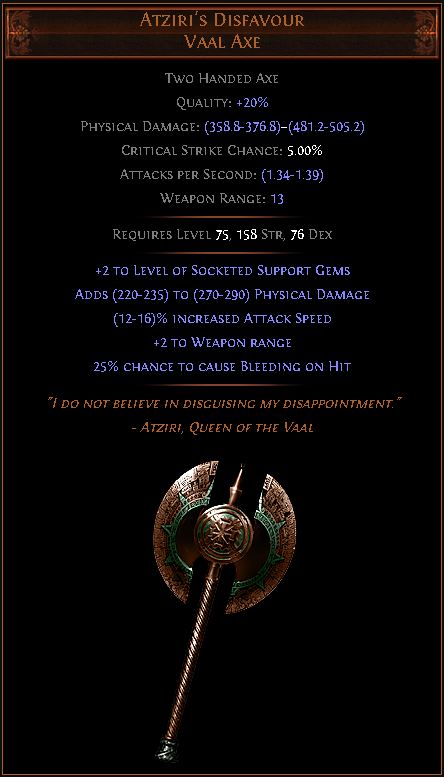 Atziri's Disfavour
Vaal Axe
Two Handed Axe
Quality: +20%
Physical Damage: (358.8-376.8)–(481.2-505.2)
Critical Strike Chance: 5.00%
Attacks per Second: (1.34-1.39)
Weapon Range: 13
Requires Level 75, 158 Str, 76 Dex
+2 to Level of Socketed Support Gems
Adds (220-235) to (270-290) Physical Damage
(12-16)% increased Attack Speed
+2 to Weapon range
25% chance to cause Bleeding on Hit
"I do not believe in disguising my disappointment."
- Atziri, Queen of the Vaal